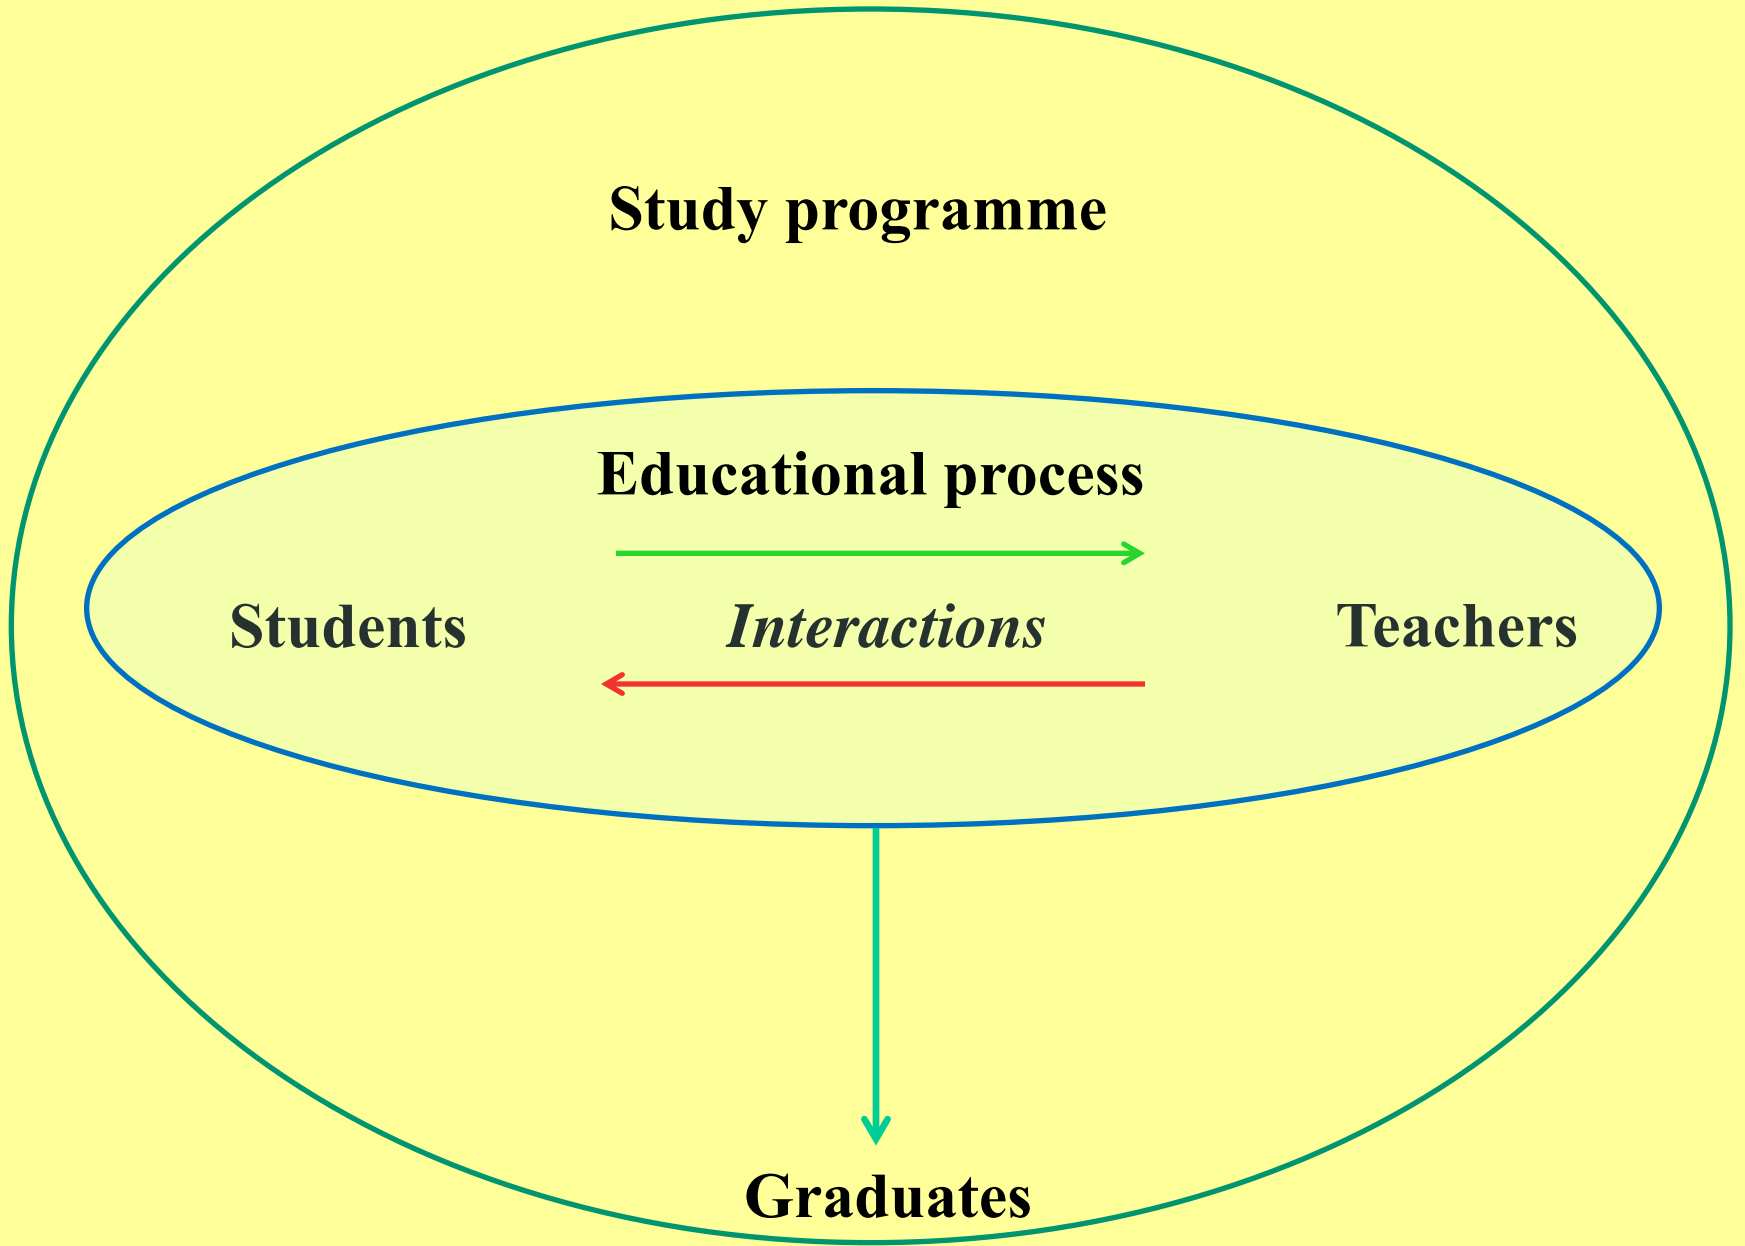 Study programme
Educational process
Students Interactions Teachers
Graduates